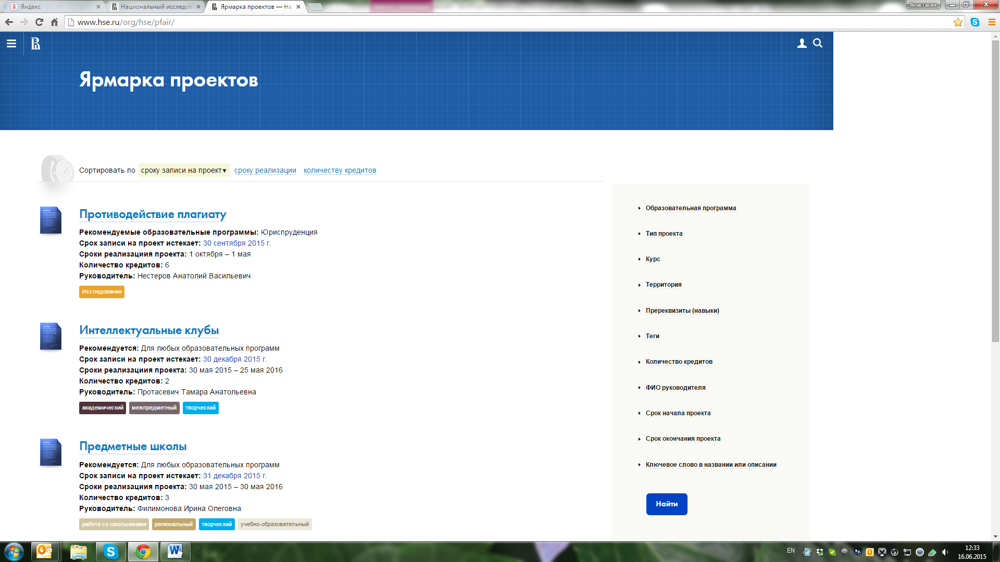 Яндекс
Национальный исследов
Ярмарка проектов — На
Анастасия
www.hse.ru/org/hse/pfair/
Ярмарка проектов
Сортировать по сроку записи на проект▼ сроку реализации количеству кредитов
Противодействие плагиату
Рекомендуемые образовательные программы: Юриспруденция
Срок записи на проект истекает: 30 сентября 2015 г.
Сроки реализациия проекта: 1 октября – 1 мая
Количество кредитов: 6
Руководитель: Нестеров Анатолий Васильевич
Исследования
Интеллектуальные клубы
Рекомендуется: Для любых образовательных программ
Срок записи на проект истекает: 30 декабря 2015 г.
Сроки реализациия проекта: 30 мая 2015 – 25 мая 2016
Количество кредитов: 2
Руководитель: Протасевич Тамара Анатольевна
академический межпредметный творческий
Предметные школы
Рекомендуется: Для любых образовательных программ
Срок записи на проект истекает: 31 декабря 2015 г.
Сроки реализациия проекта: 30 мая 2015 – 30 мая 2016
Количество кредитов: 3
Руководитель: Филимонова Ирина Олеговна
работа со школьниками региональный творческий учебно-образовательный
Образовательная программа
Тип проекта
Курс
Территория
Пререквизиты (навыки)
Теги
Количество кредитов
ФИО руководителя
Срок начала проекта
Срок окончания проекта
Ключевое слово в названии или описании
Найти
EN
12:33
16.06.2015